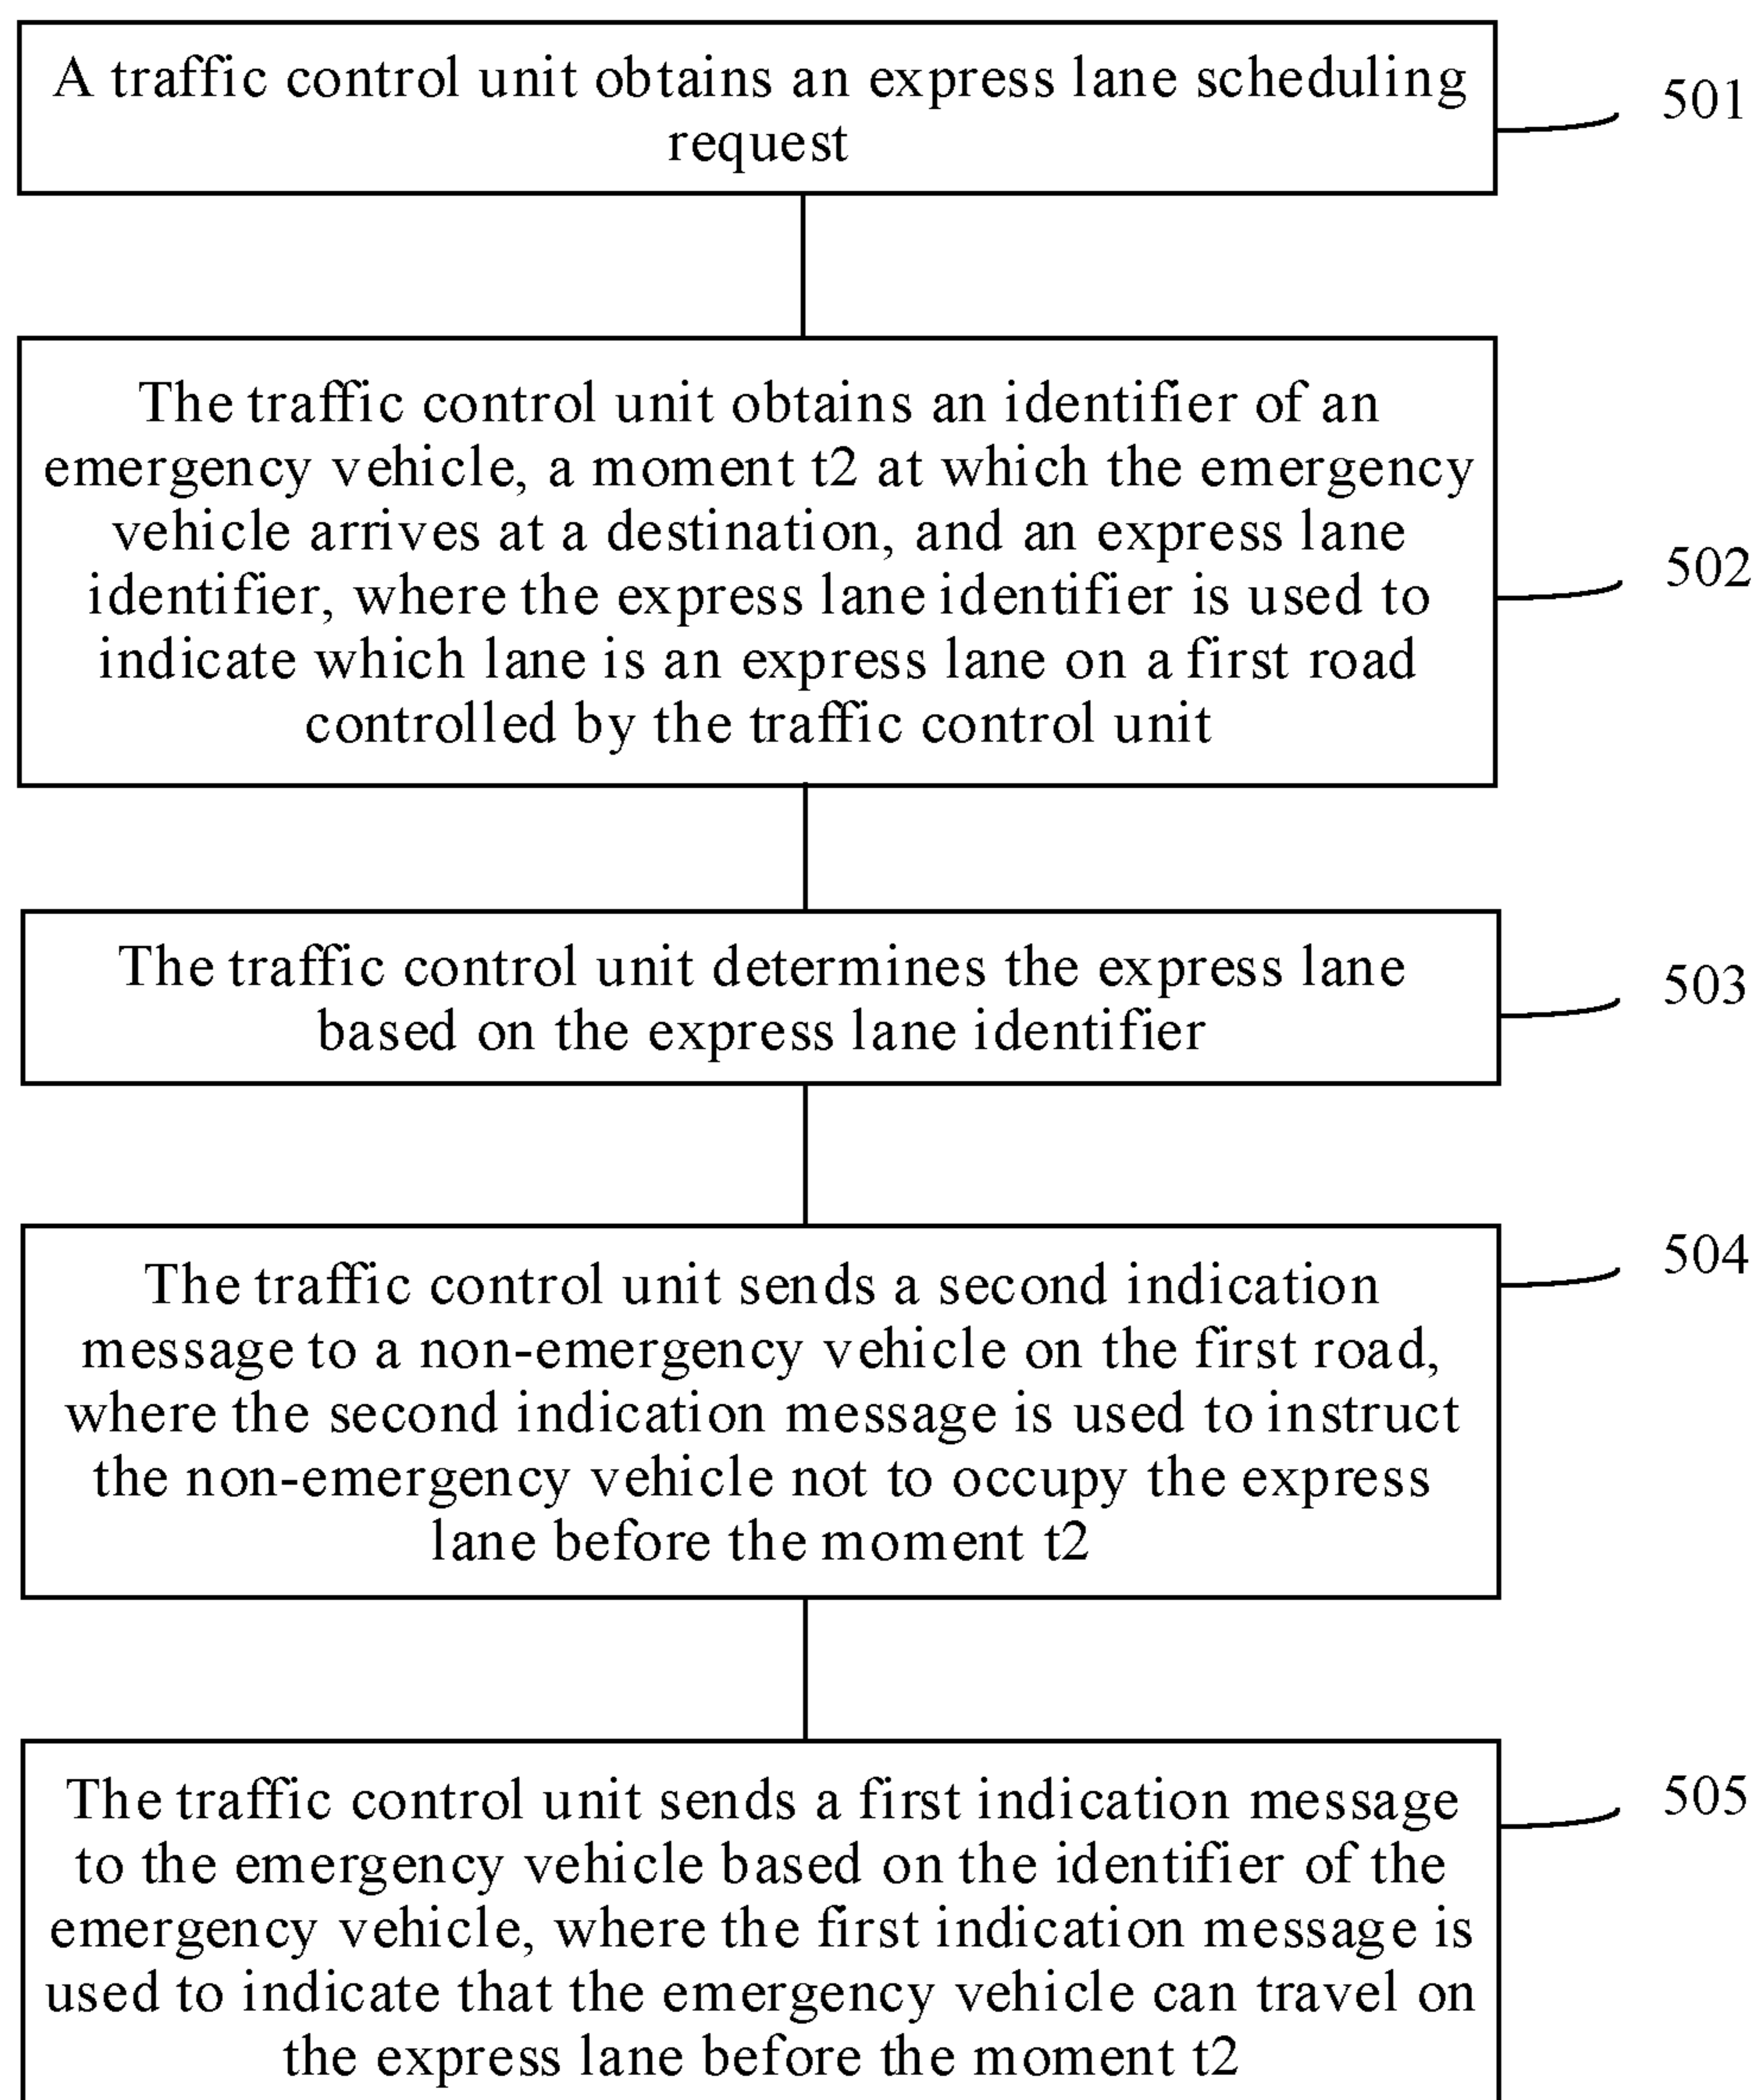 A traffic control unit obtains an express lane scheduling
request
501
The traffic control unit obtains an identifier of an
emergency vehicle, a moment t2 at which the emergency
vehicle arrives at a destination, and an express lane
identifier, where the express lane identifier is used to
indicate which lane is an express lane on a first road
controlled by the traffic control unit
502
The traffic control unit determines the express lane
based on the express lane identifier
503
The traffic control unit sends a second indication
message to a non-emergency vehicle on the first road,
where the second indication message is used to instruct
the non-emergency vehicle not to occupy the express
lane before the moment t2
504
The traffic control unit sends a first indication message
to the emergency vehicle based on the identifier of the
emergency vehicle, where the first indication message is
used to indicate that the emergency vehicle can travel on
the express lane before the moment t2
505